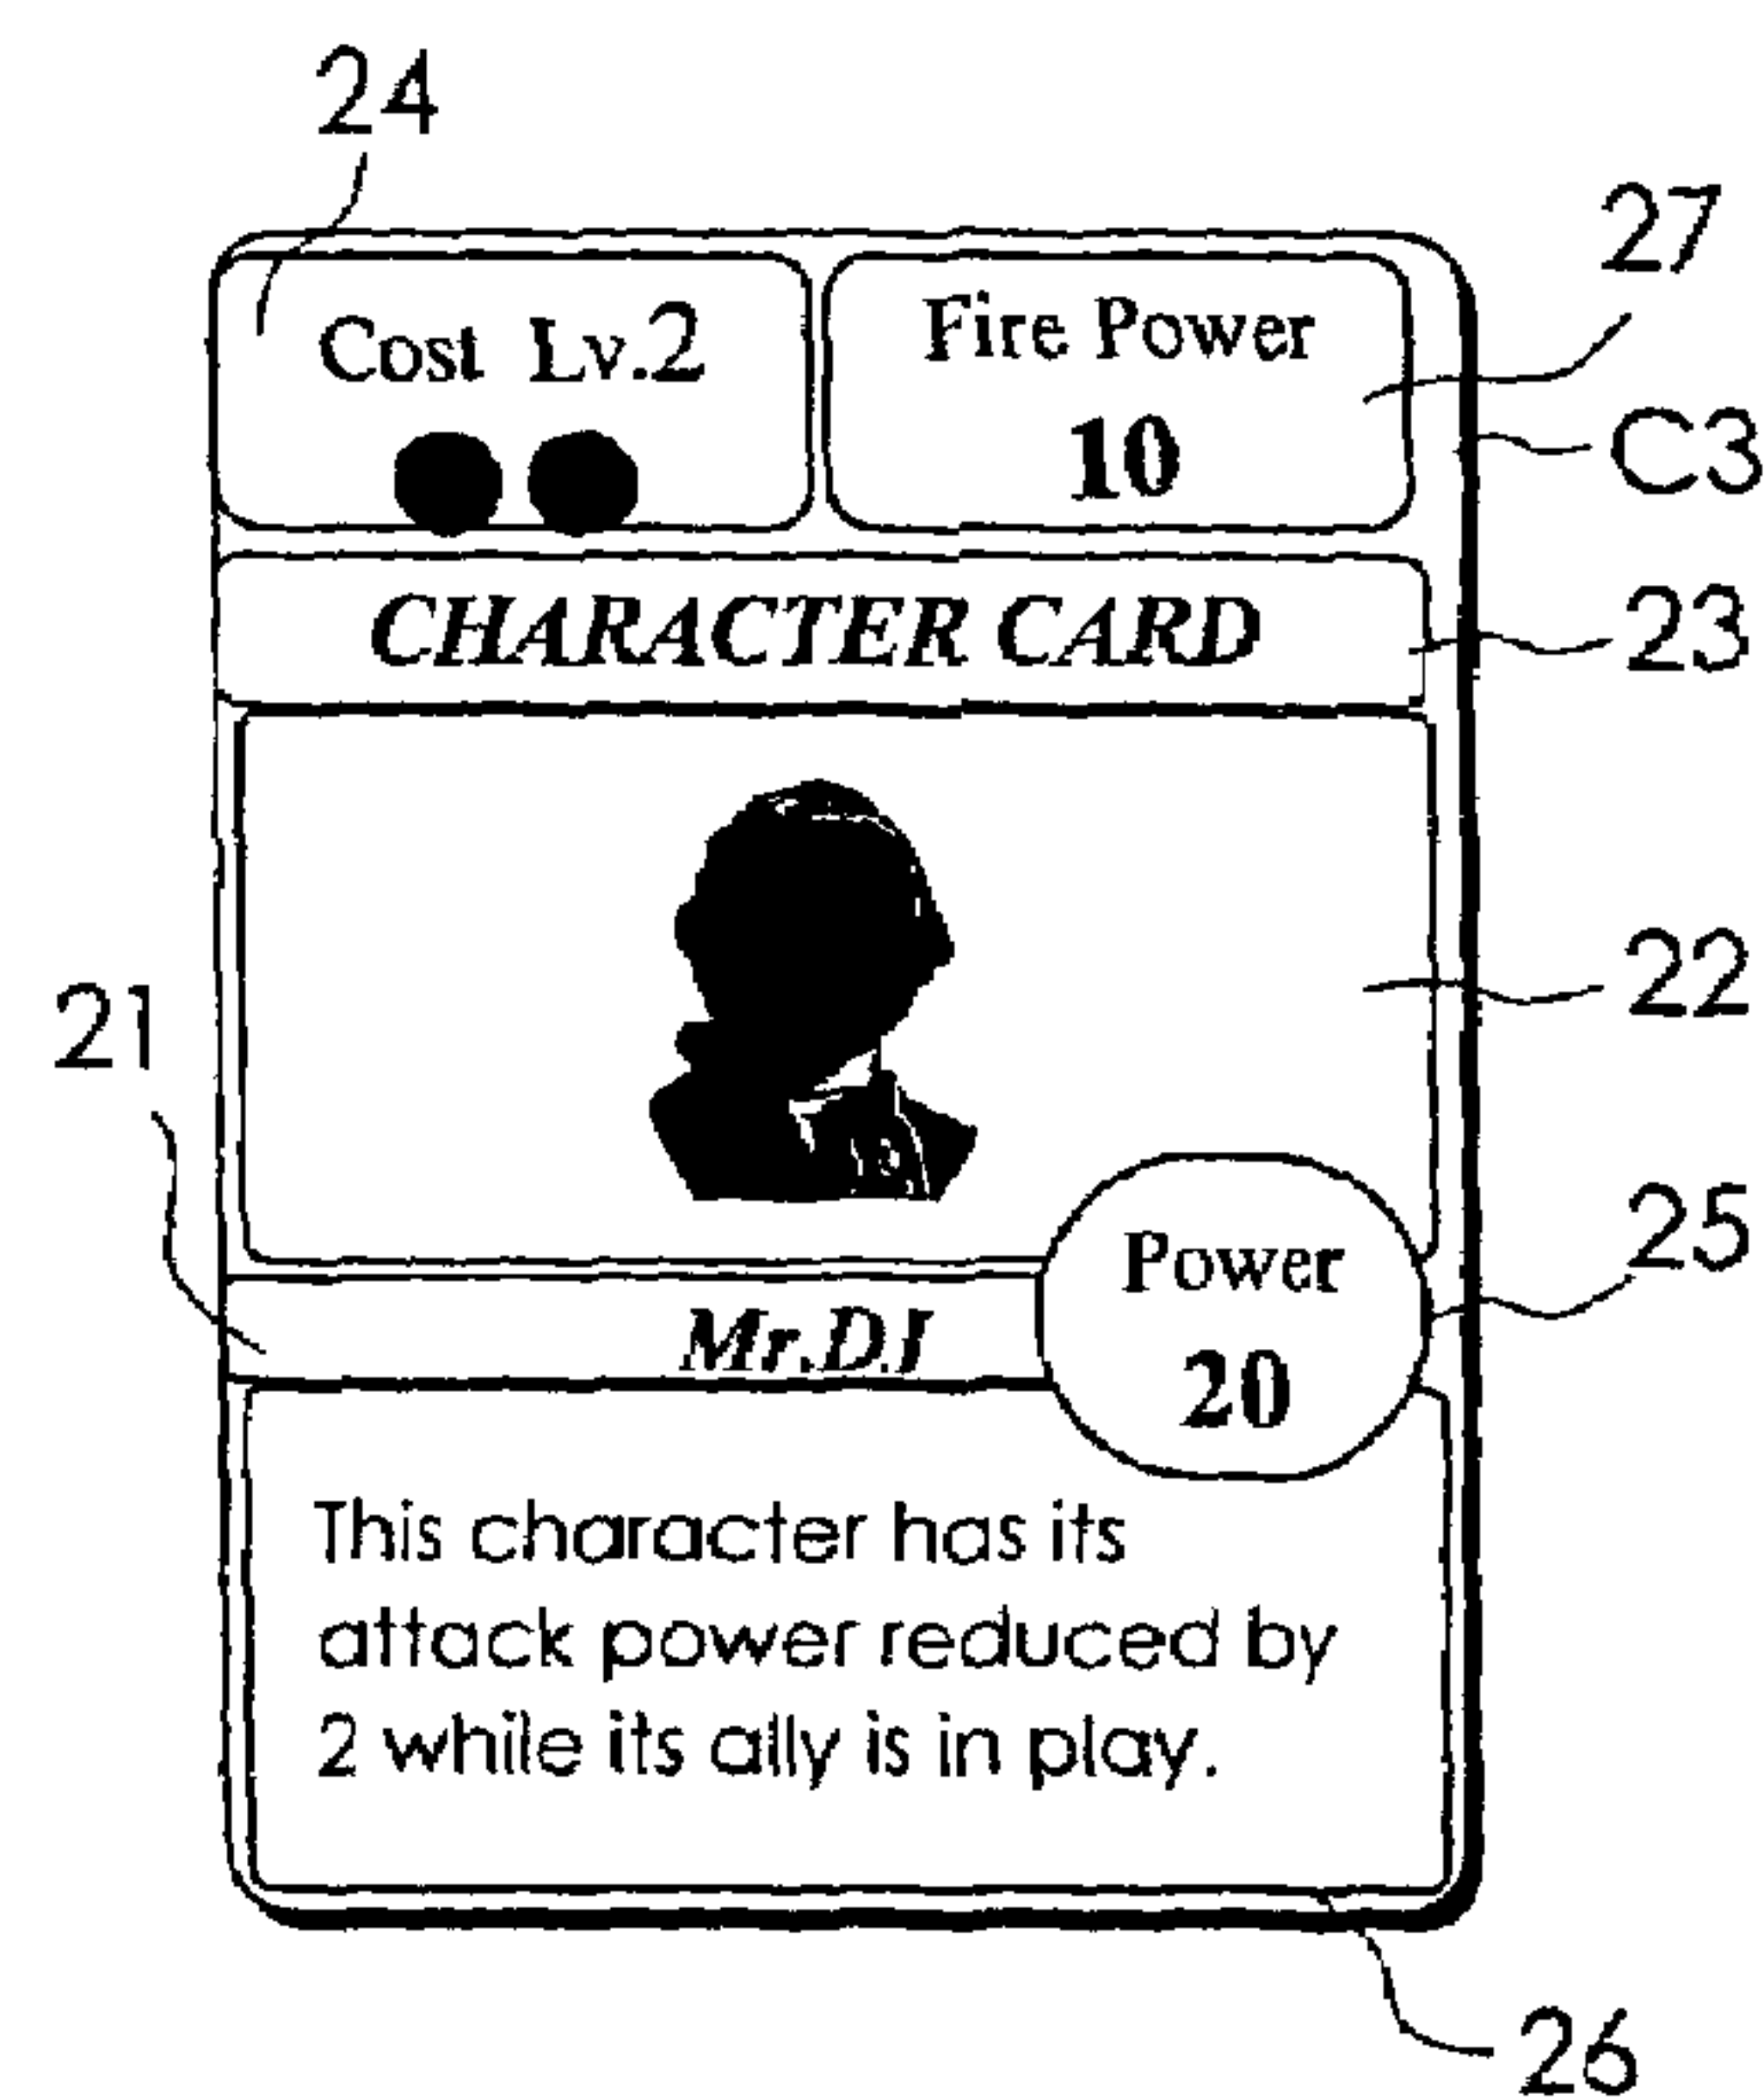 24
27
Cost Lv.2
Fire Power
10
C3
CHARACTER CARD
23
22
21
25
Power
20
Mr.D.I
This character has its
attack power reduced by
2 while its ally is in play.
26